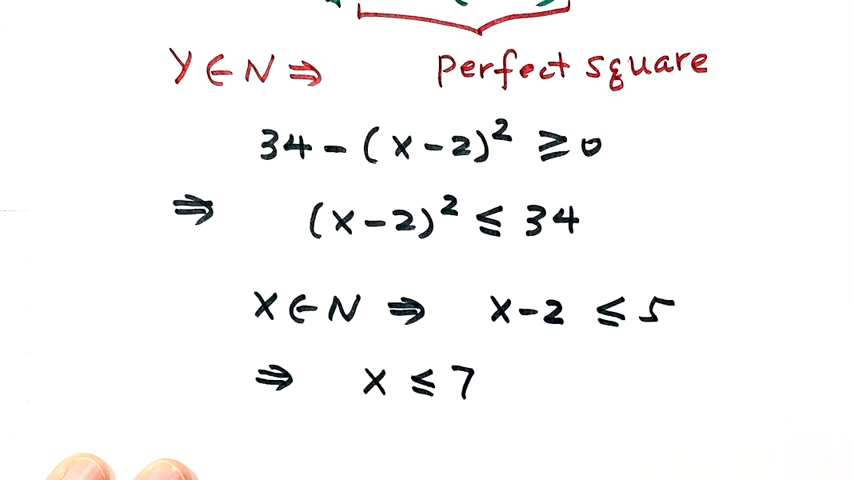 Y ∈ N ⇒ perfect square
34 - (x-2)² ≥ 0
⇒ (x-2)² ≤ 34
x ∈ N ⇒ x-2 ≤ 5
⇒ x ≤ 7